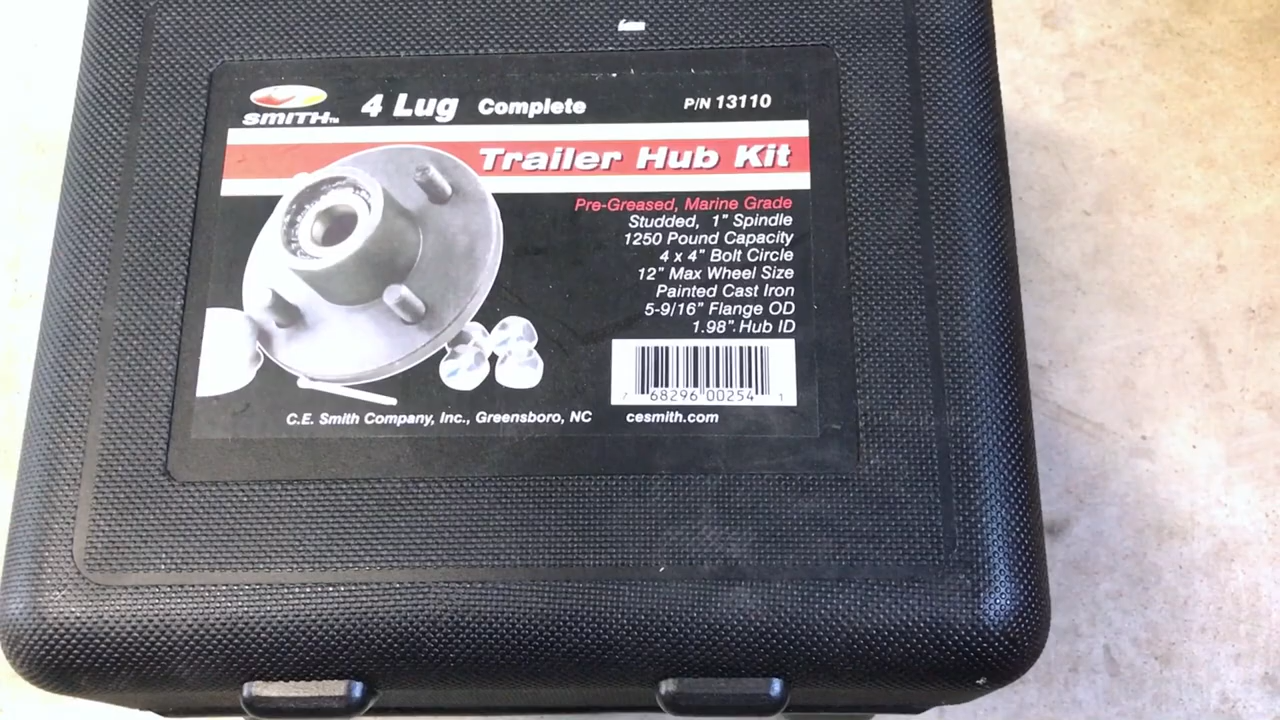 SMITH™ 4 Lug Complete P/N 13110
Trailer Hub Kit
Pre-Greased, Marine Grade
Studded, 1" Spindle
1250 Pound Capacity
4 x 4" Bolt Circle
12" Max Wheel Size
Painted Cast Iron
5-9/16" Flange OD
1.98" Hub ID
7 68296 00254 1
C.E. Smith Company, Inc., Greensboro, NC cesmith.com